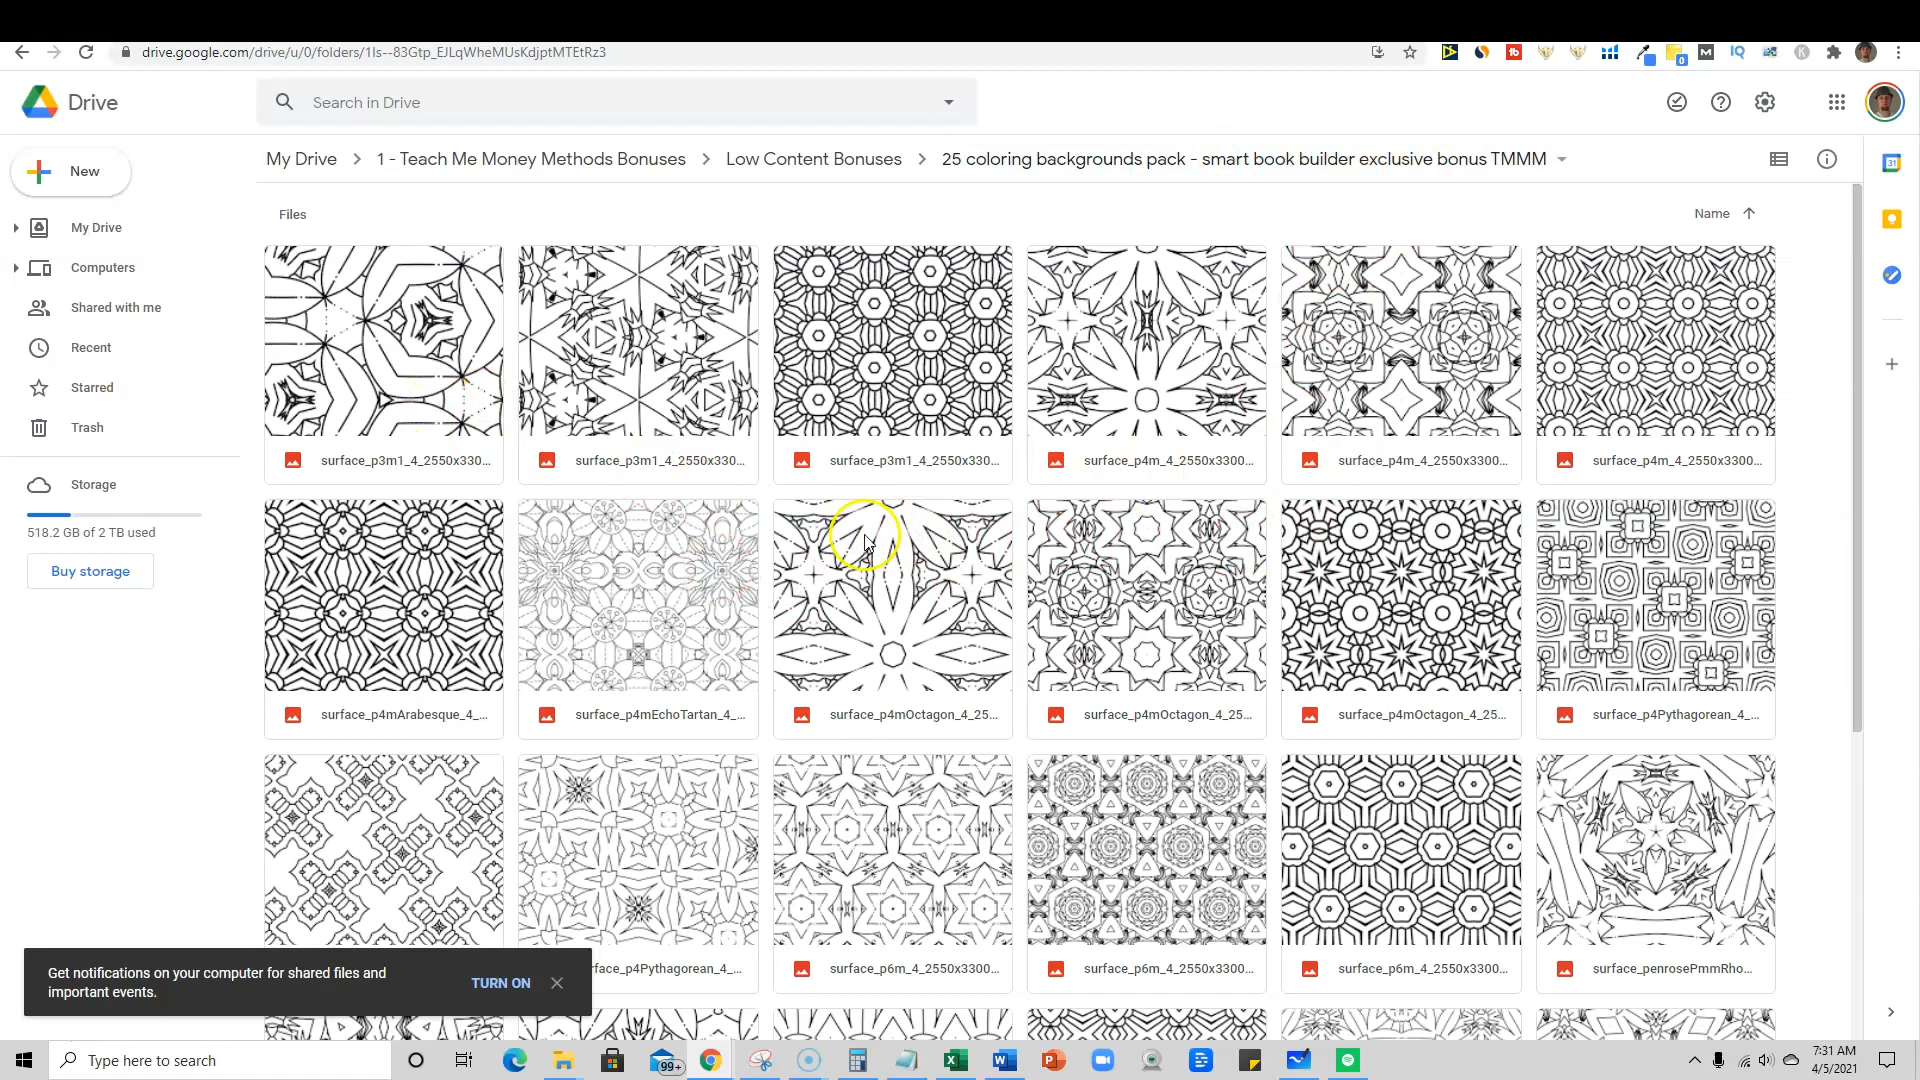 drive.google.com/drive/u/0/folders/1Is--83Gtp_EJLqWheMUsKdjptMTEtRz3
Drive
Search in Drive
New
My Drive
Computers
Shared with me
Recent
Starred
Trash
Storage
518.2 GB of 2 TB used
Buy storage
My Drive > 1 - Teach Me Money Methods Bonuses > Low Content Bonuses > 25 coloring backgrounds pack - smart book builder exclusive bonus TMMM
Files
Name
surface_p3m1_4_2550x330...
surface_p3m1_4_2550x330...
surface_p3m1_4_2550x330...
surface_p4m_4_2550x3300...
surface_p4m_4_2550x3300...
surface_p4m_4_2550x3300...
surface_p4mArabesque_4_...
surface_p4mEchoTartan_4_...
surface_p4mOctagon_4_25...
surface_p4mOctagon_4_25...
surface_p4mOctagon_4_25...
surface_p4Pythagorean_4_...
rface_p4Pythagorean_4_...
surface_p6m_4_2550x3300...
surface_p6m_4_2550x3300...
surface_p6m_4_2550x3300...
surface_penrosePmmRho...
Get notifications on your computer for shared files and
important events.
TURN ON
Type here to search
99+
7:31 AM
4/5/2021